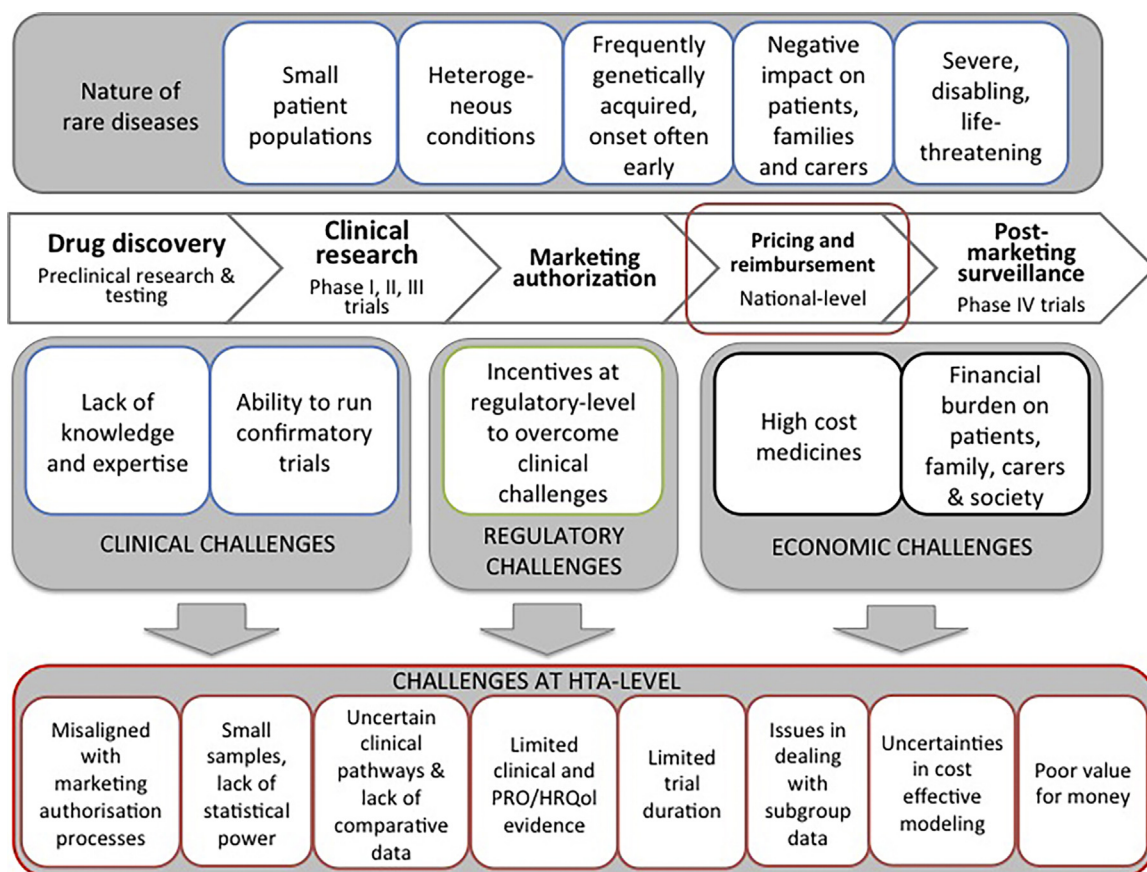 Nature of
rare diseases
Small
patient
populations
Heteroge-
neous
conditions
Frequently
genetically
acquired,
onset often
early
Negative
impact on
patients,
families
and carers
Severe,
disabling,
life-
threatening
Drug discovery
Preclinical research &
testing
Clinical
research
Phase I, II, III
trials
Marketing
authorization
Pricing and
reimbursement
National-level
Post-
marketing
surveillance
Phase IV trials
Lack of
knowledge
and expertise
Ability to run
confirmatory
trials
CLINICAL CHALLENGES
Incentives at
regulatory-level
to overcome
clinical
challenges
REGULATORY
CHALLENGES
High cost
medicines
Financial
burden on
patients,
family, carers
& society
ECONOMIC CHALLENGES
CHALLENGES AT HTA-LEVEL
Misaligned
with
marketing
authorisation
processes
Small
samples,
lack of
statistical
power
Uncertain
clinical
pathways &
lack of
comparative
data
Limited
clinical and
PRO/HRQol
evidence
Limited
trial
duration
Issues in
dealing
with
subgroup
data
Uncertainties
in cost
effective
modeling
Poor value
for money